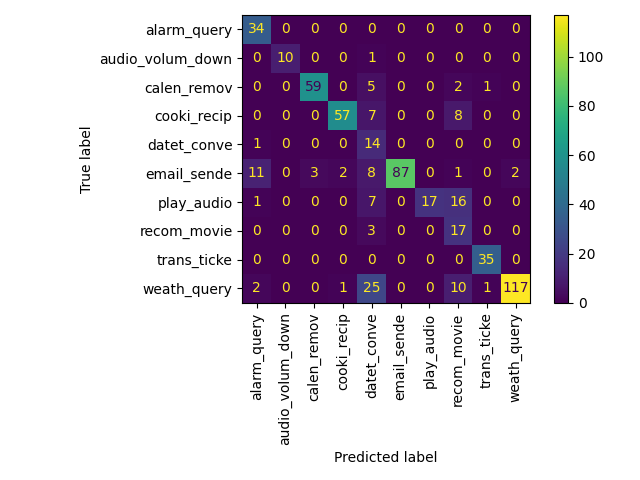 alarm_query 34 0 0 0 0 0 0 0 0 0
audio_volum_down 0 10 0 0 1 0 0 0 0 0
calen_remov 0 0 59 0 5 0 0 2 1 0
cooki_recip 0 0 0 57 7 0 0 8 0 0
datet_conve 1 0 0 0 14 0 0 0 0 0
email_sende 11 0 3 2 8 87 0 1 0 2
play_audio 1 0 0 0 7 0 17 16 0 0
recom_movie 0 0 0 0 3 0 0 17 0 0
trans_ticke 0 0 0 0 0 0 0 0 35 0
weath_query 2 0 0 1 25 0 0 10 1 117
True label
alarm_query
audio_volum_down
calen_remov
cooki_recip
datet_conve
email_sende
play_audio
recom_movie
trans_ticke
weath_query
Predicted label
100
80
60
40
20
0